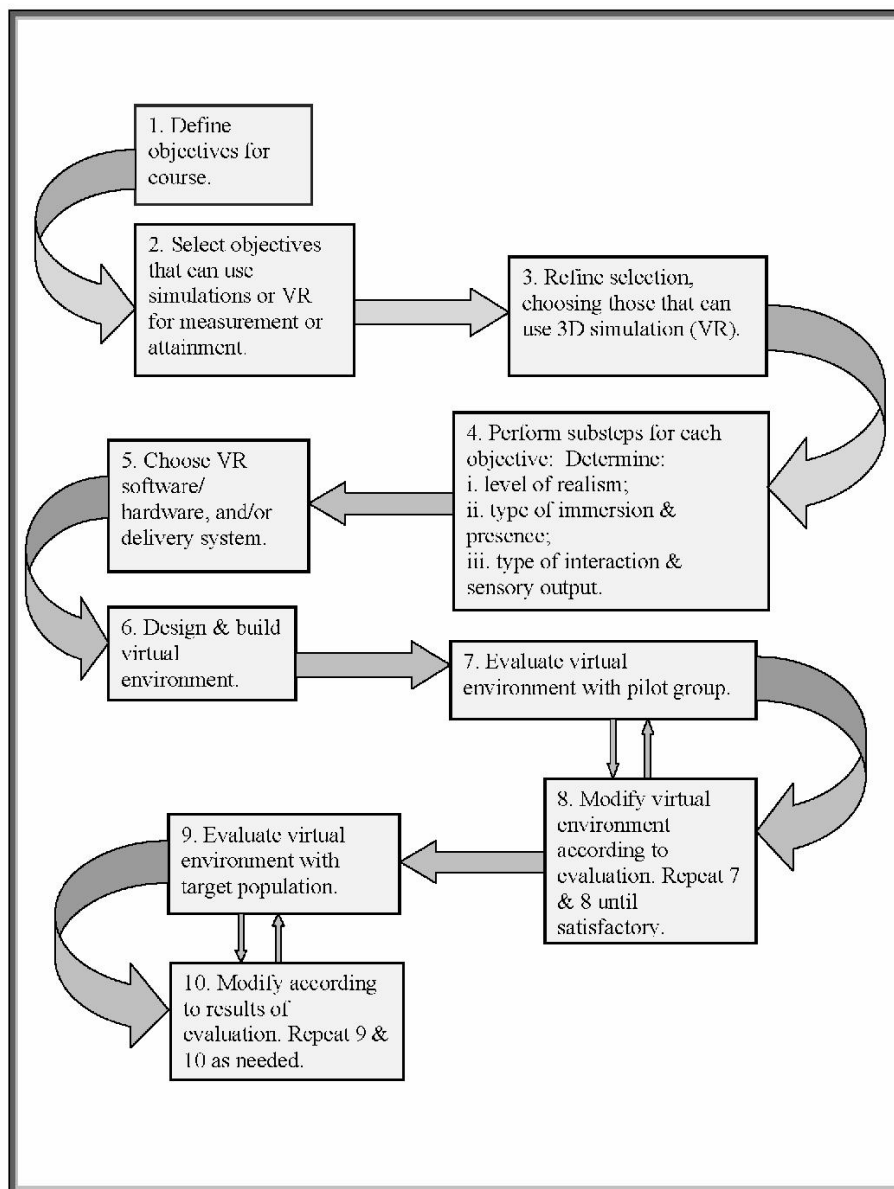 1. Define
objectives for
course.
2. Select objectives
that can use
simulations or VR
for measurement or
attainment.
3. Refine selection,
choosing those that can
use 3D simulation (VR).
4. Perform substeps for each
objective: Determine:
i. level of realism;
ii. type of immersion &
presence;
iii. type of interaction &
sensory output.
5. Choose VR
software/
hardware, and/or
delivery system.
6. Design & build
virtual
environment.
7. Evaluate virtual
environment with pilot group.
8. Modify virtual
environment
according to
evaluation. Repeat 7
& 8 until
satisfactory.
9. Evaluate virtual
environment with
target population.
10. Modify according
to results of
evaluation. Repeat 9 &
10 as needed.